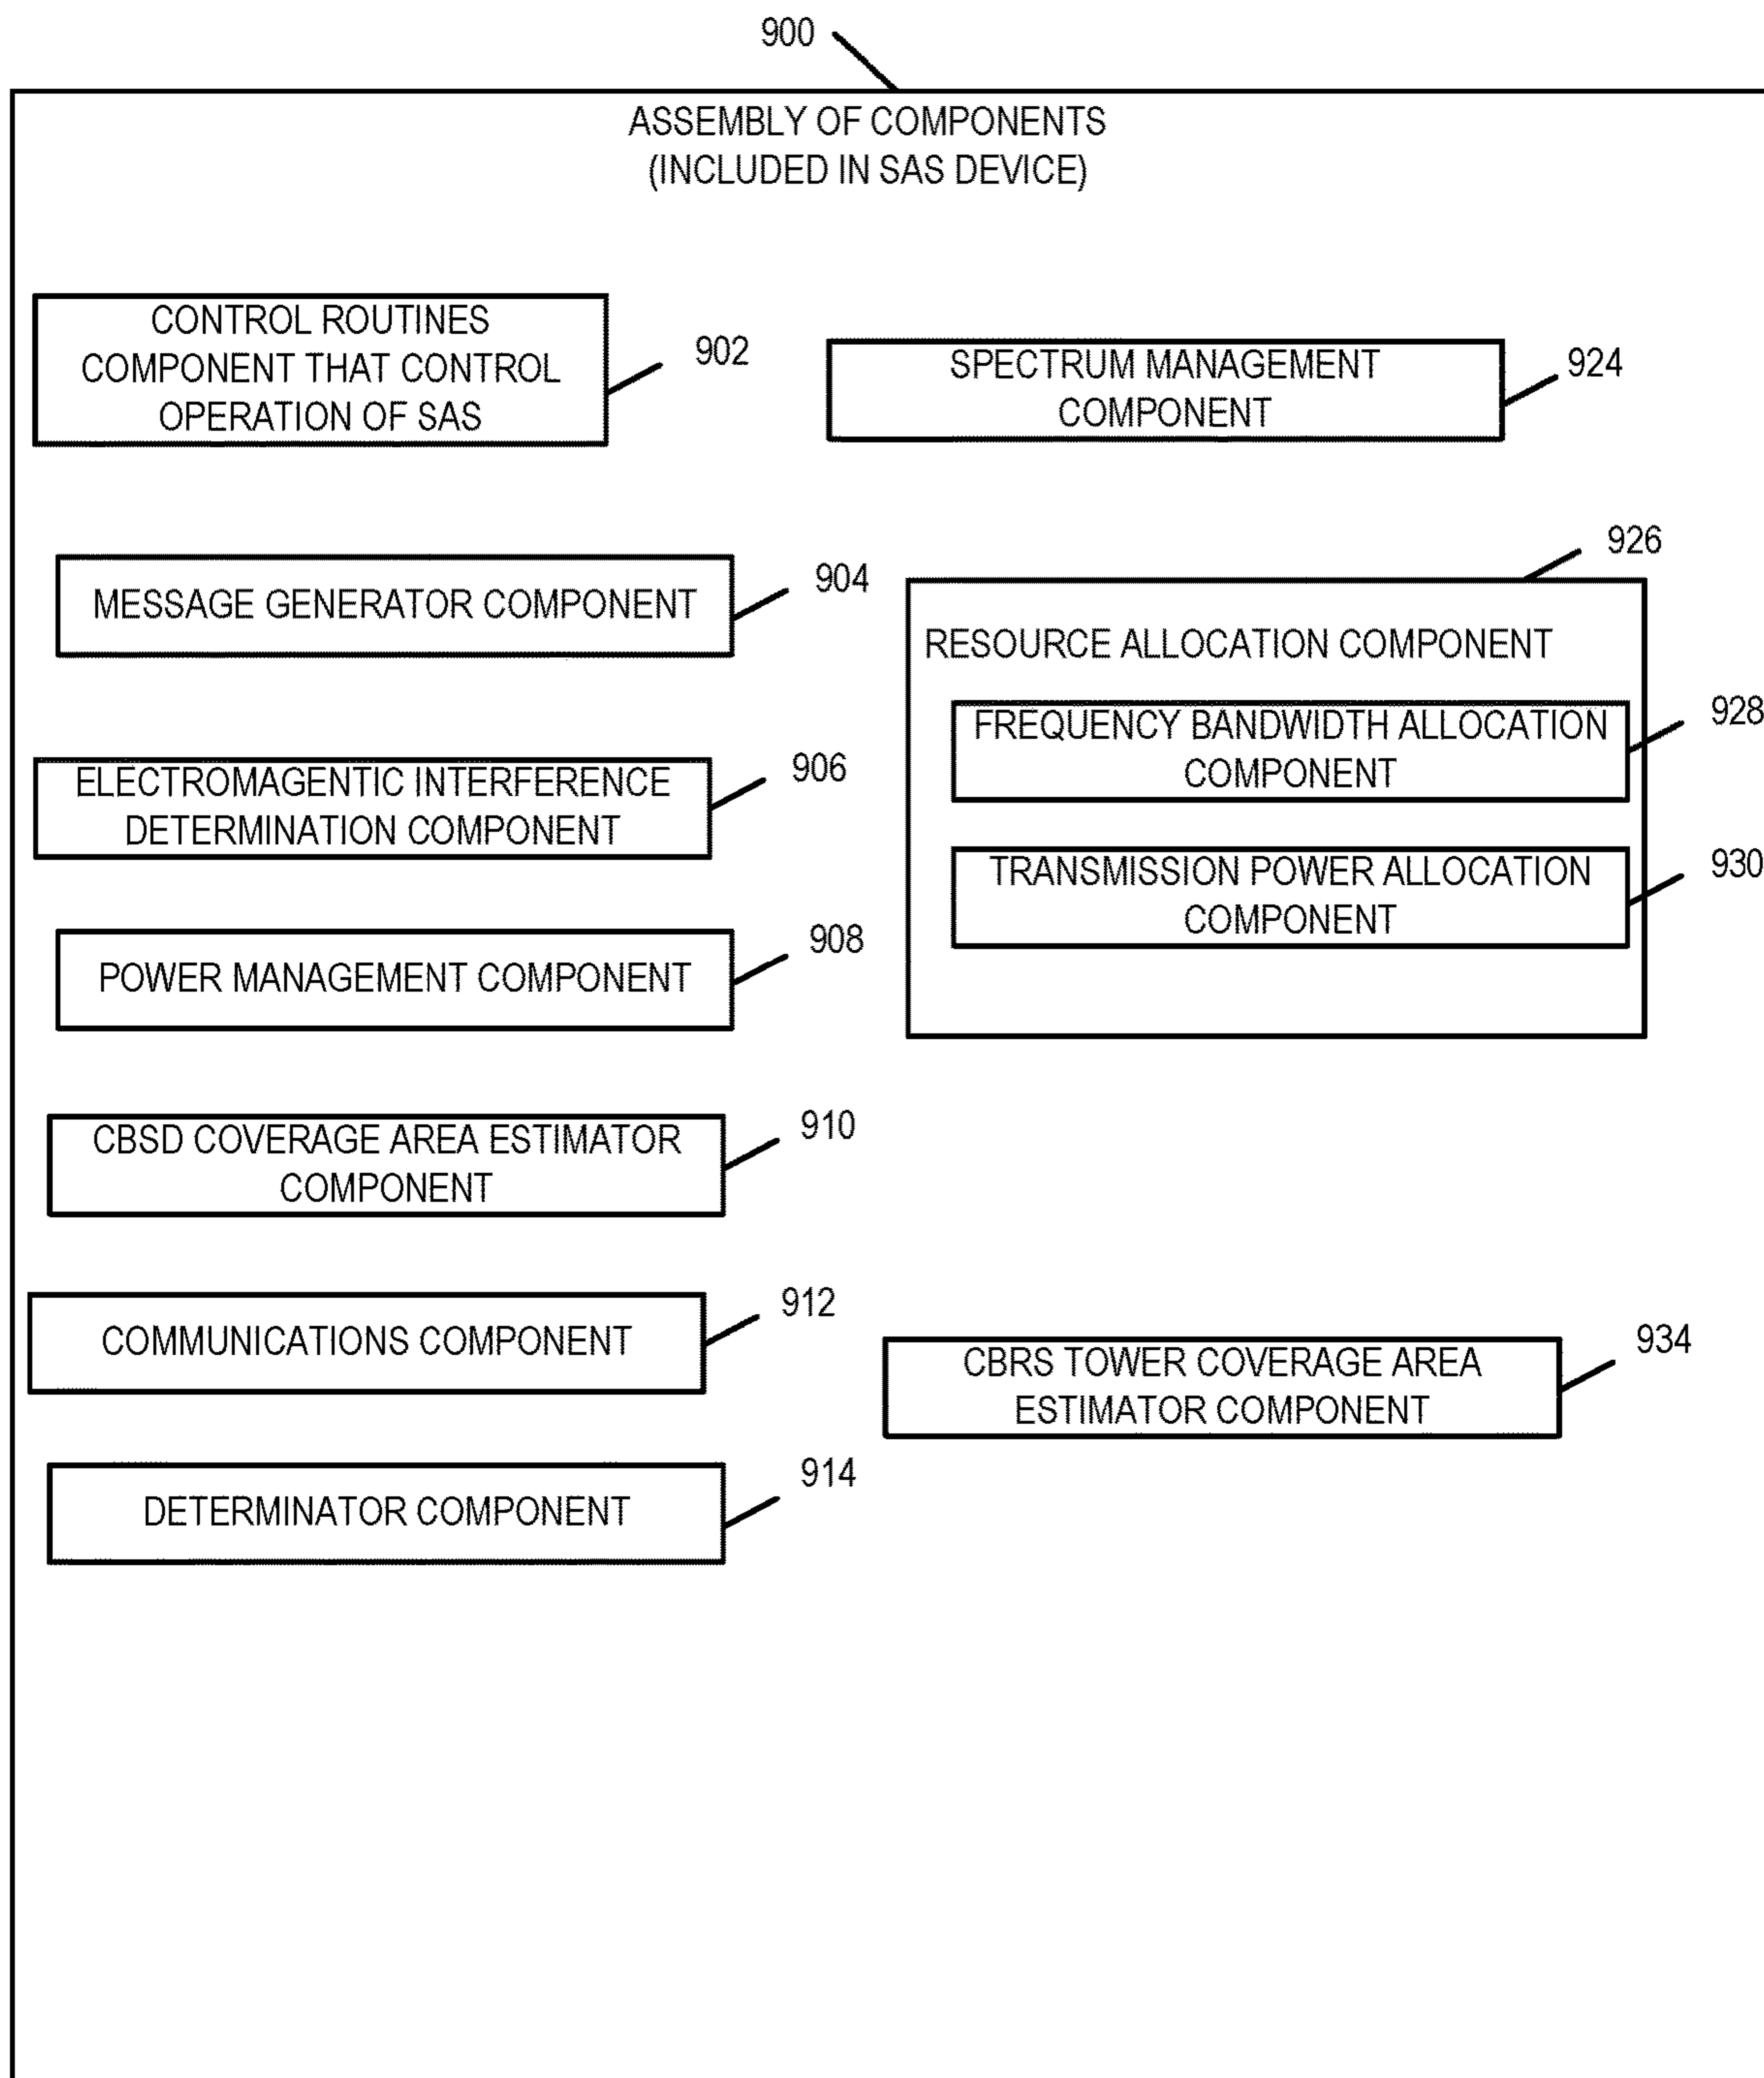 900
ASSEMBLY OF COMPONENTS
(INCLUDED IN SAS DEVICE)
CONTROL ROUTINES
COMPONENT THAT CONTROL
OPERATION OF SAS
902
MESSAGE GENERATOR COMPONENT
904
ELECTROMAGENTIC INTERFERENCE
DETERMINATION COMPONENT
906
POWER MANAGEMENT COMPONENT
908
CBSD COVERAGE AREA ESTIMATOR
COMPONENT
910
COMMUNICATIONS COMPONENT
912
DETERMINATOR COMPONENT
914
SPECTRUM MANAGEMENT
COMPONENT
924
926
RESOURCE ALLOCATION COMPONENT
FREQUENCY BANDWIDTH ALLOCATION
COMPONENT
928
TRANSMISSION POWER ALLOCATION
COMPONENT
930
CBRS TOWER COVERAGE AREA
ESTIMATOR COMPONENT
934